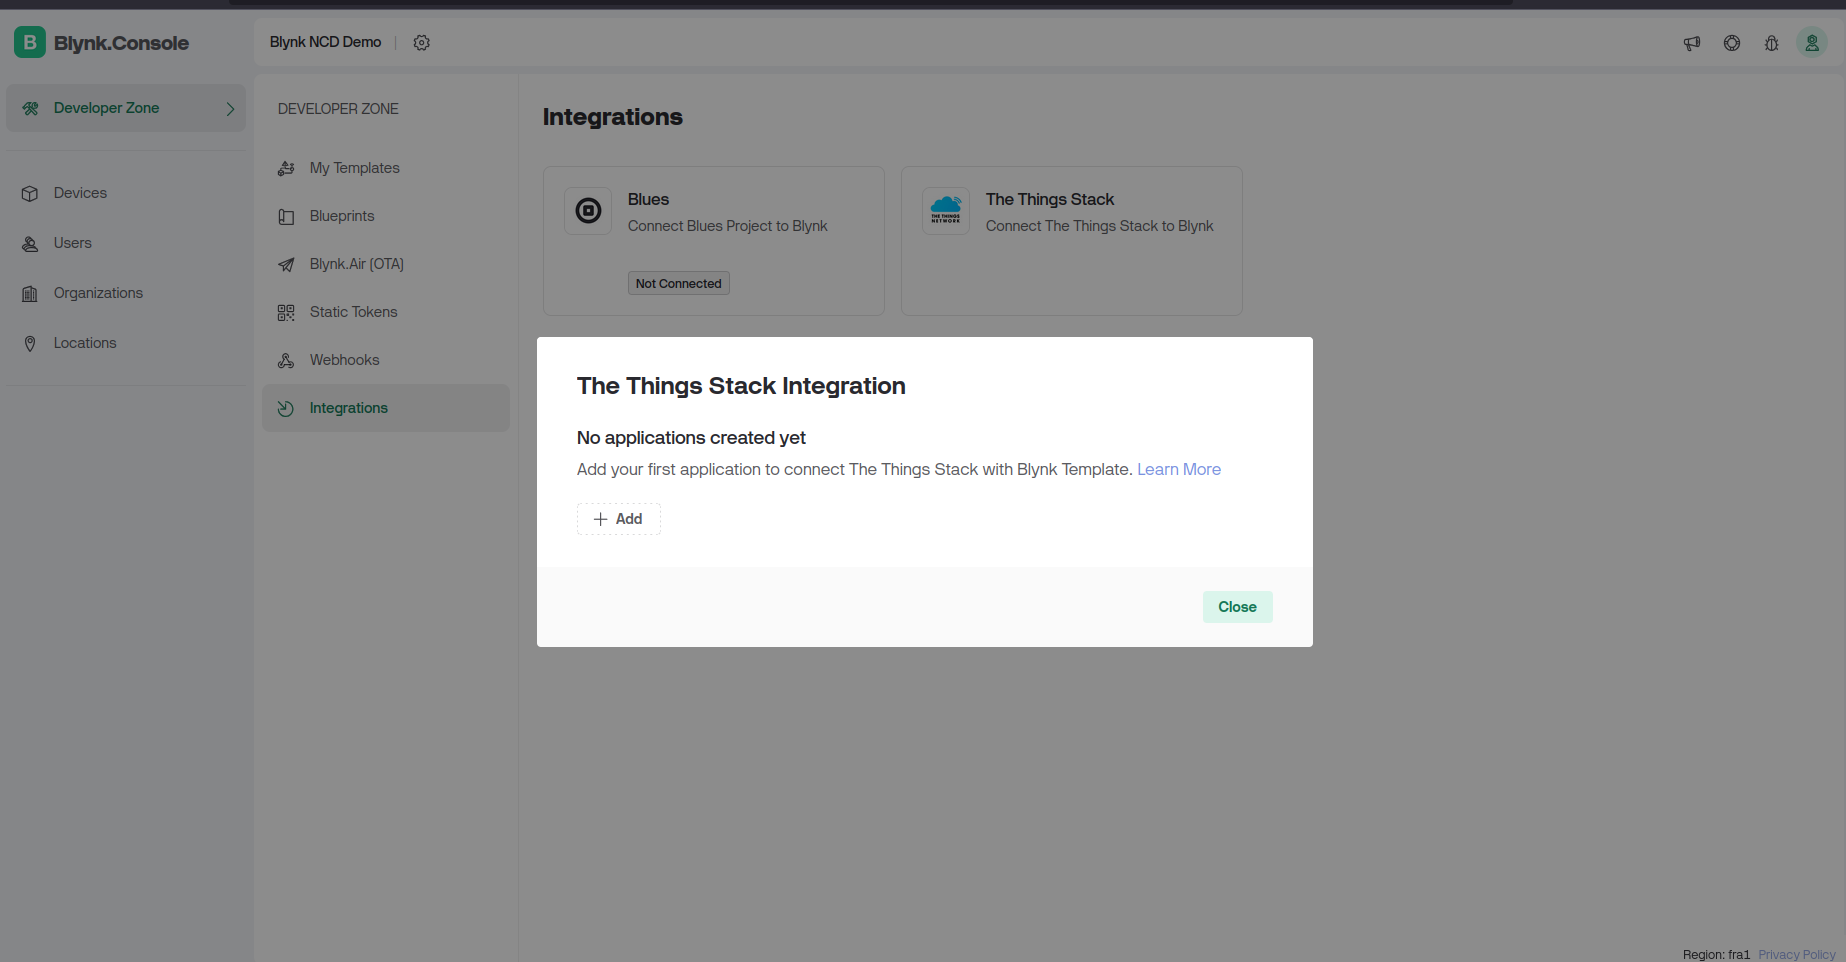 B Blynk.Console
Blynk NCD Demo
Developer Zone
Devices
Users
Organizations
Locations
DEVELOPER ZONE
My Templates
Blueprints
Blynk.Air (OTA)
Static Tokens
Webhooks
Integrations
Integrations
Blues
Connect Blues Project to Blynk
Not Connected
THE THINGS
NETWORK
The Things Stack
Connect The Things Stack to Blynk
The Things Stack Integration
No applications created yet
Add your first application to connect The Things Stack with Blynk Template. Learn More
Add
Close
Region: fra1 Privacy Policy